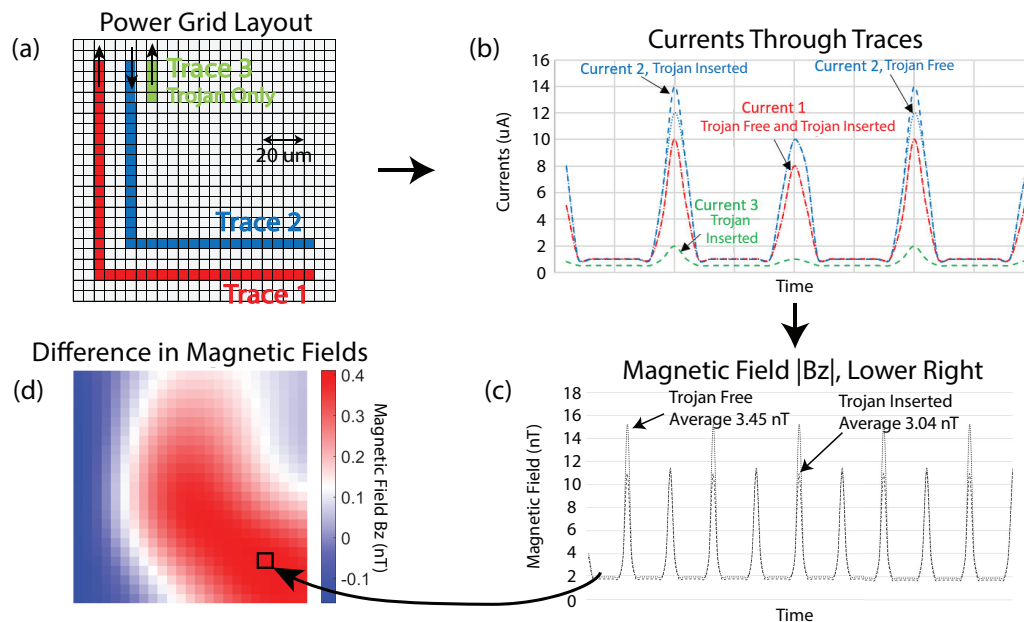 Power Grid Layout
(a)
Trace 3
Trojan Only
20 um
Trace 2
Trace 1
(b)
Currents Through Traces
Currents (uA)
16
14
12
10
8
6
4
2
0
Current 2, Trojan Inserted
Current 2, Trojan Free
Current 1
Trojan Free and Trojan Inserted
Current 3
Trojan
Inserted
Time
Difference in Magnetic Fields
(d)
0.4
0.3
0.2
0.1
0
-0.1
Magnetic Field Bz (nT)
(c)
Magnetic Field |Bz|, Lower Right
Magnetic Field (nT)
18
16
14
12
10
8
6
4
2
0
Trojan Free
Average 3.45 nT
Trojan Inserted
Average 3.04 nT
Time